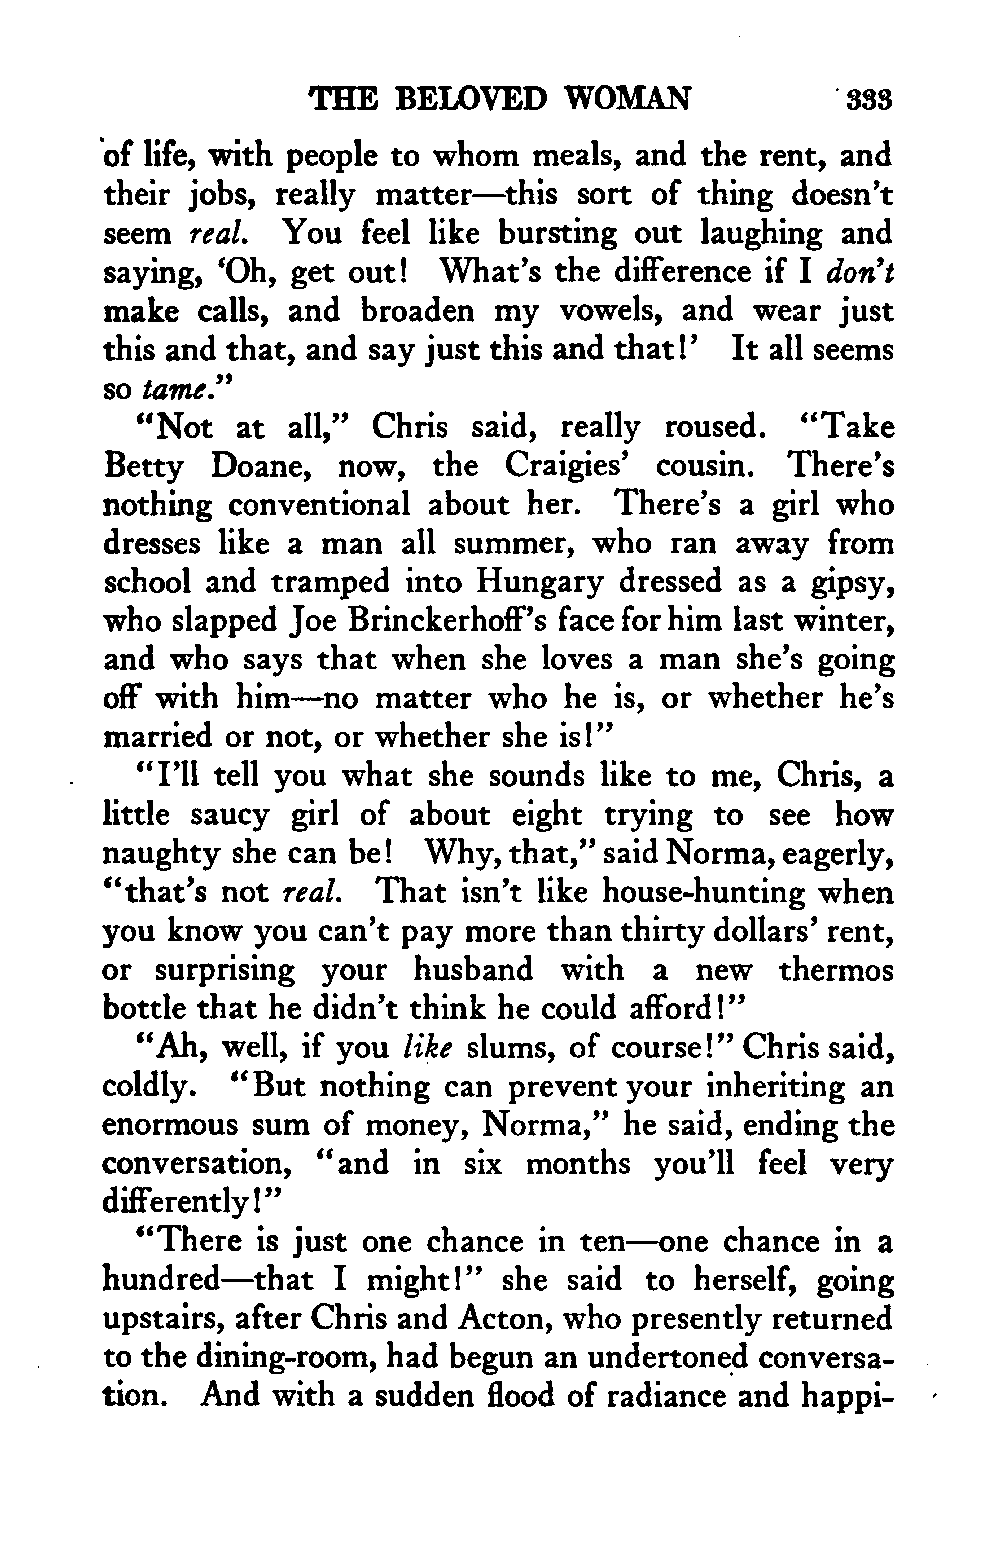 THE BELOVED WOMAN 333
of life, with people to whom meals, and the rent, and
their jobs, really matter—this sort of thing doesn't
seem real. You feel like bursting out laughing and
saying, 'Oh, get out! What's the difference if I don't
make calls, and broaden my vowels, and wear just
this and that, and say just this and that!' It all seems
so tame."
"Not at all," Chris said, really roused. "Take
Betty Doane, now, the Craigies' cousin. There's
nothing conventional about her. There's a girl who
dresses like a man all summer, who ran away from
school and tramped into Hungary dressed as a gipsy,
who slapped Joe Brinckerhoff's face for him last winter,
and who says that when she loves a man she's going
off with him—no matter who he is, or whether he's
married or not, or whether she is!"
"I'll tell you what she sounds like to me, Chris, a
little saucy girl of about eight trying to see how
naughty she can be! Why, that," said Norma, eagerly,
"that's not real. That isn't like house-hunting when
you know you can't pay more than thirty dollars' rent,
or surprising your husband with a new thermos
bottle that he didn't think he could afford!"
"Ah, well, if you like slums, of course!" Chris said,
coldly. "But nothing can prevent your inheriting an
enormous sum of money, Norma," he said, ending the
conversation, "and in six months you'll feel very
differently!"
"There is just one chance in ten—one chance in a
hundred—that I might!" she said to herself, going
upstairs, after Chris and Acton, who presently returned
to the dining-room, had begun an undertoned conversa-
tion. And with a sudden flood of radiance and happi-